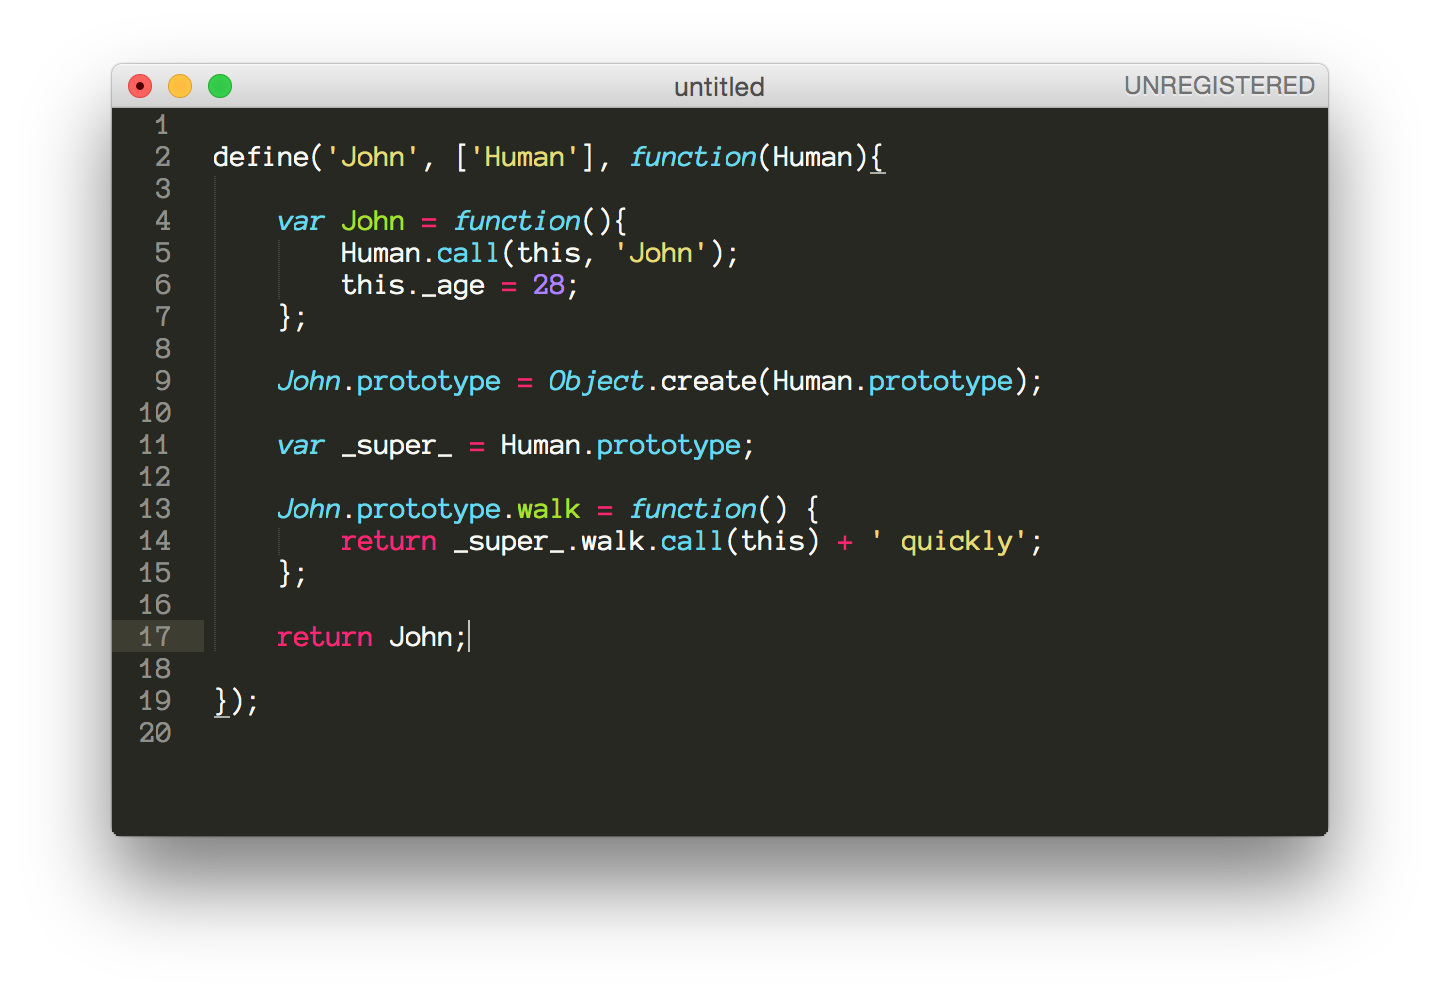 untitled
UNREGISTERED
1
2 define('John', ['Human'], function(Human){
3
4     var John = function(){
5         Human.call(this, 'John');
6         this._age = 28;
7     };
8
9     John.prototype = Object.create(Human.prototype);
10
11     var _super_ = Human.prototype;
12
13     John.prototype.walk = function() {
14         return _super_.walk.call(this) + ' quickly';
15     };
16
17     return John;
18
19 });
20